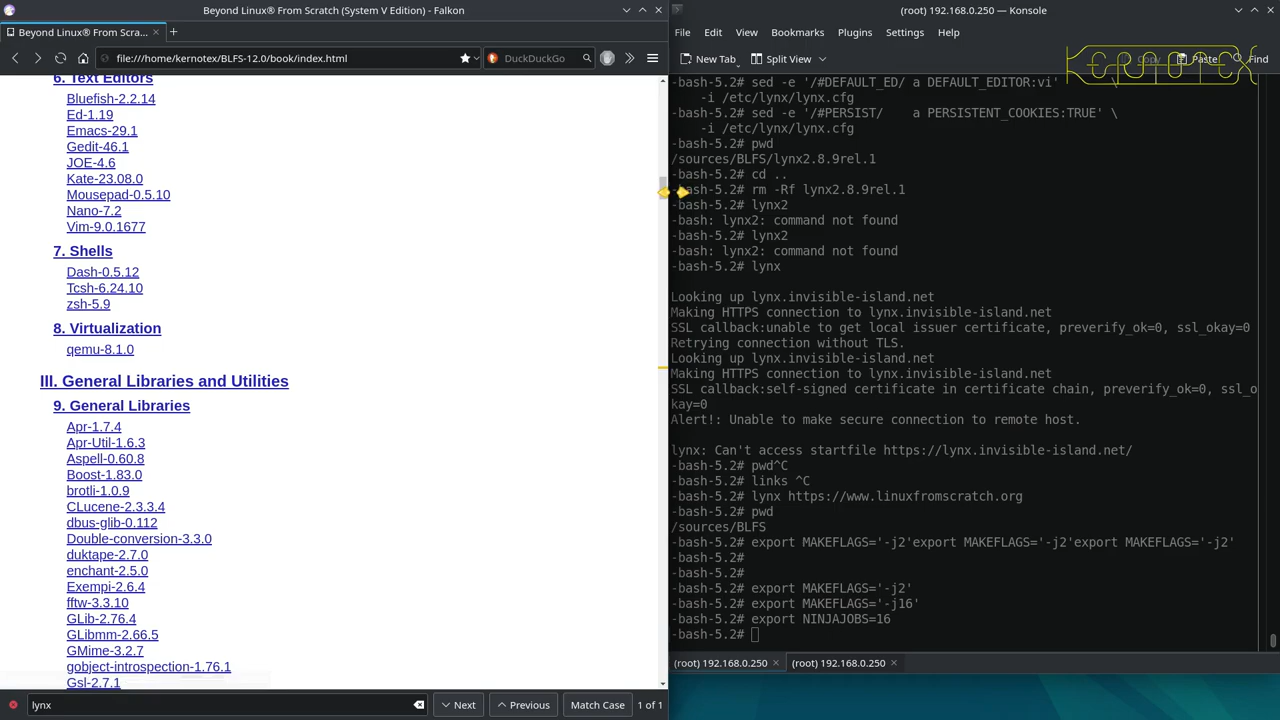 Beyond Linux® From Scratch (System V Edition) - Falkon
Beyond Linux® From Scra...
file:///home/kernotex/BLFS-12.0/book/index.html
DuckDuckGo
6. Text Editors
Bluefish-2.2.14
Ed-1.19
Emacs-29.1
Gedit-46.1
JOE-4.6
Kate-23.08.0
Mousepad-0.5.10
Nano-7.2
Vim-9.0.1677
7. Shells
Dash-0.5.12
Tcsh-6.24.10
zsh-5.9
8. Virtualization
qemu-8.1.0
III. General Libraries and Utilities
9. General Libraries
Apr-1.7.4
Apr-Util-1.6.3
Aspell-0.60.8
Boost-1.83.0
brotli-1.0.9
CLucene-2.3.3.4
dbus-glib-0.112
Double-conversion-3.3.0
duktape-2.7.0
enchant-2.5.0
Exempi-2.6.4
fftw-3.3.10
GLib-2.76.4
GLibmm-2.66.5
GMime-3.2.7
gobject-introspection-1.76.1
Gsl-2.7.1
lynx
Next
Previous
Match Case
1 of 1
(root) 192.168.0.250 — Konsole
File Edit View Bookmarks Plugins Settings Help
New Tab Split View Copy Paste Find
-bash-5.2# sed -e '/#DEFAULT_ED/ a DEFAULT_EDITOR:vi' \
-i /etc/lynx/lynx.cfg
-bash-5.2# sed -e '/#PERSIST/    a PERSISTENT_COOKIES:TRUE' \
-i /etc/lynx/lynx.cfg
-bash-5.2# pwd
/sources/BLFS/lynx2.8.9rel.1
-bash-5.2# cd ..
-bash-5.2# rm -Rf lynx2.8.9rel.1
-bash-5.2# lynx2
-bash: lynx2: command not found
-bash-5.2# lynx2
-bash: lynx2: command not found
-bash-5.2# lynx
Looking up lynx.invisible-island.net
Making HTTPS connection to lynx.invisible-island.net
SSL callback:unable to get local issuer certificate, preverify_ok=0, ssl_okay=0
Retrying connection without TLS.
Looking up lynx.invisible-island.net
Making HTTPS connection to lynx.invisible-island.net
SSL callback:self-signed certificate in certificate chain, preverify_ok=0, ssl_o
kay=0
Alert!: Unable to make secure connection to remote host.
lynx: Can't access startfile https://lynx.invisible-island.net/
-bash-5.2# pwd^C
-bash-5.2# links ^C
-bash-5.2# lynx https://www.linuxfromscratch.org
-bash-5.2# pwd
/sources/BLFS
-bash-5.2# export MAKEFLAGS='-j2'export MAKEFLAGS='-j2'export MAKEFLAGS='-j2'
-bash-5.2#
-bash-5.2#
-bash-5.2# export MAKEFLAGS='-j2'
-bash-5.2# export MAKEFLAGS='-j16'
-bash-5.2# export NINJAJOBS=16
-bash-5.2#
(root) 192.168.0.250
(root) 192.168.0.250